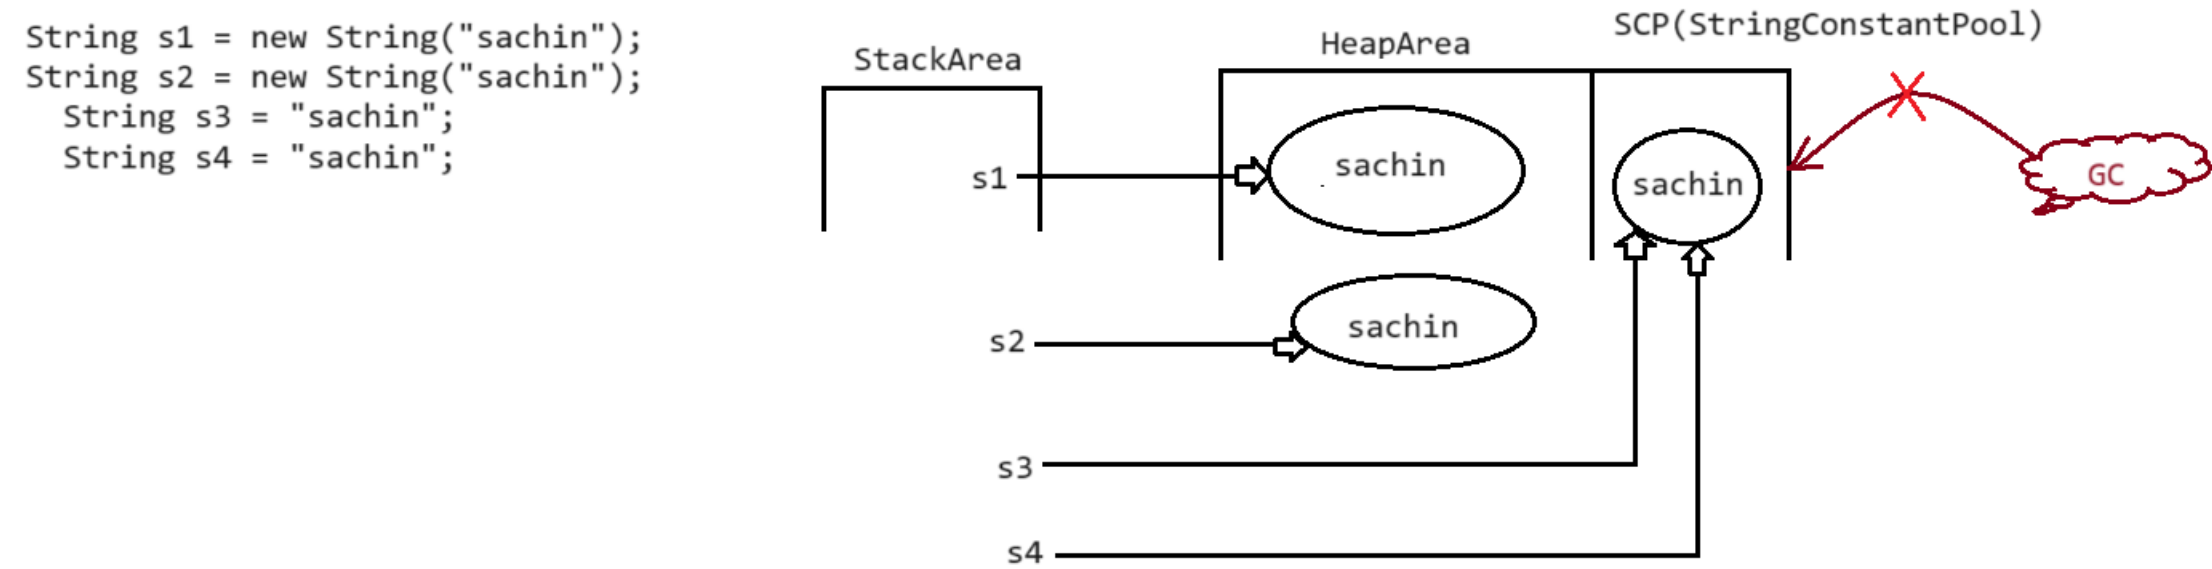 String s1 = new String("sachin");
String s2 = new String("sachin");
String s3 = "sachin";
String s4 = "sachin";
StackArea
HeapArea
SCP(StringConstantPool)
s1
sachin
sachin
GC
s2
sachin
s3
s4